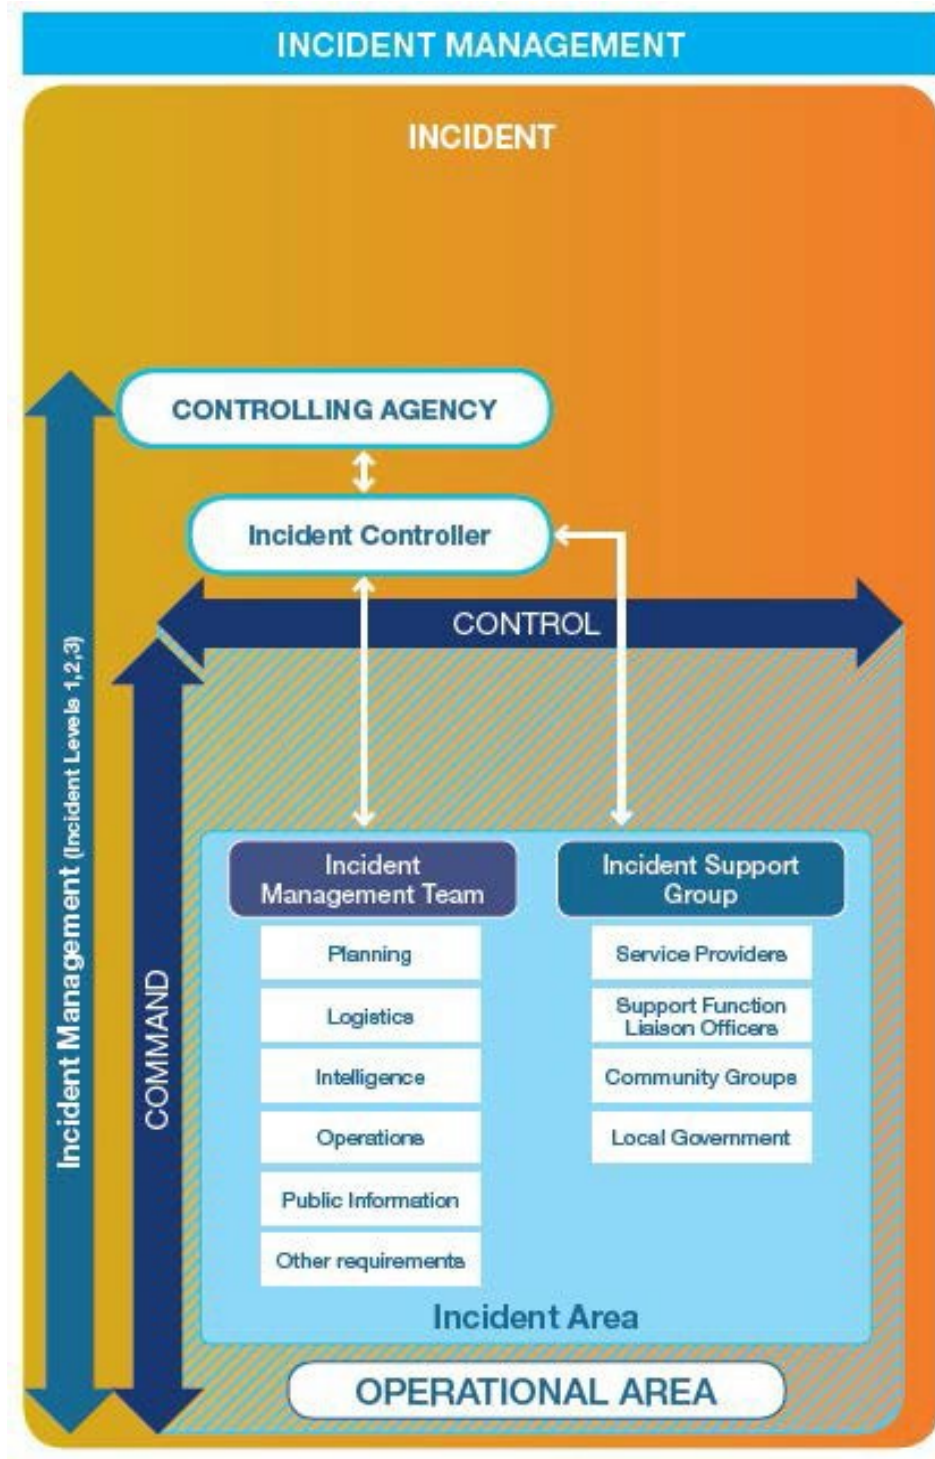 INCIDENT MANAGEMENT
INCIDENT
CONTROLLING AGENCY
Incident Controller
CONTROL
Incident Management (Incident Levels 1,2,3)
COMMAND
Incident
Management Team
Planning
Logistics
Intelligence
Operations
Public Information
Other requirements
Incident Support
Group
Service Providers
Support Function
Liaison Officers
Community Groups
Local Government
Incident Area
OPERATIONAL AREA